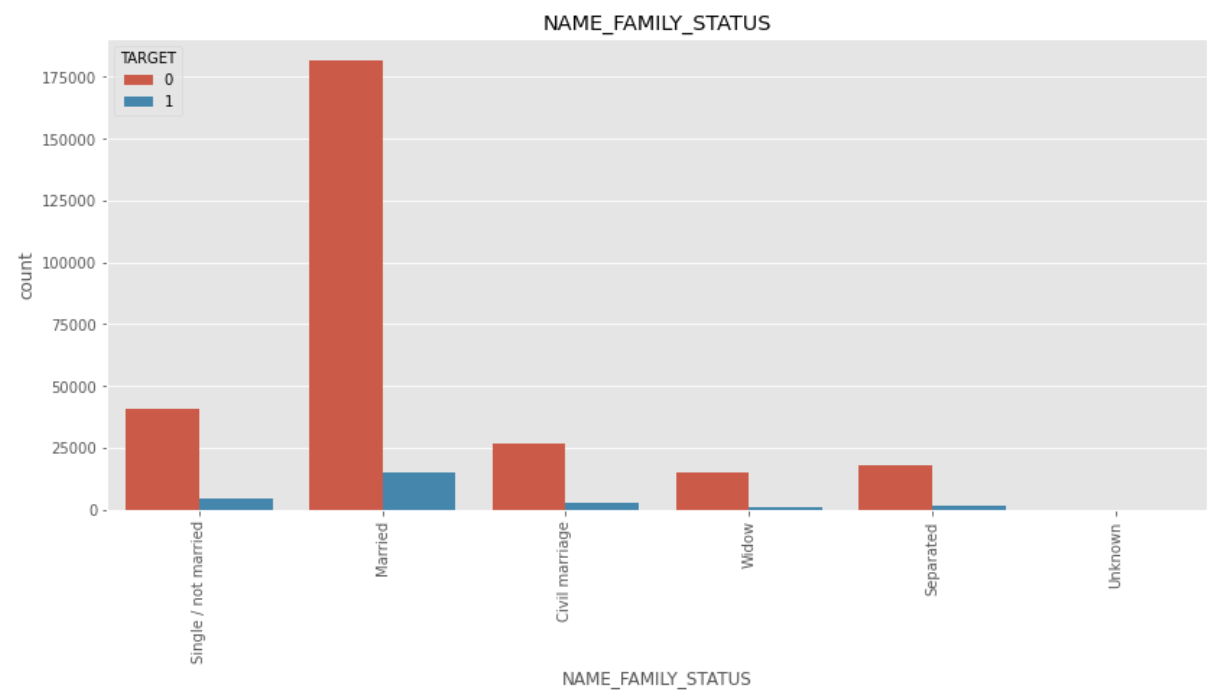 NAME_FAMILY_STATUS
TARGET
0
1
175000
150000
125000
100000
75000
50000
25000
0
count
Single / not married
Married
Civil marriage
Widow
Separated
Unknown
NAME_FAMILY_STATUS